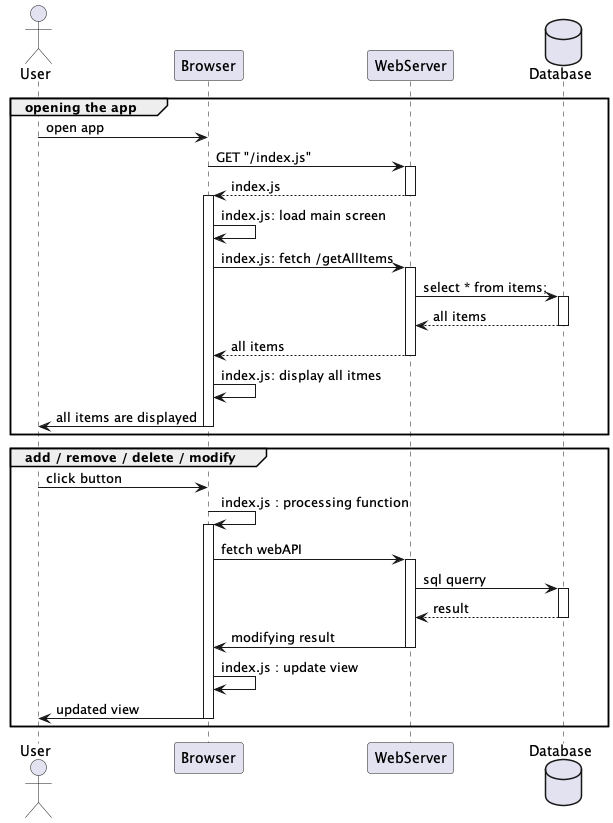 User
Browser
WebServer
Database
opening the app
open app
GET "/index.js"
index.js
index.js: load main screen
index.js: fetch /getAllItems
select * from items;
all items
all items
index.js: display all itmes
all items are displayed
add / remove / delete / modify
click button
index.js : processing function
fetch webAPI
sql querry
result
modifying result
index.js : update view
updated view
User
Browser
WebServer
Database